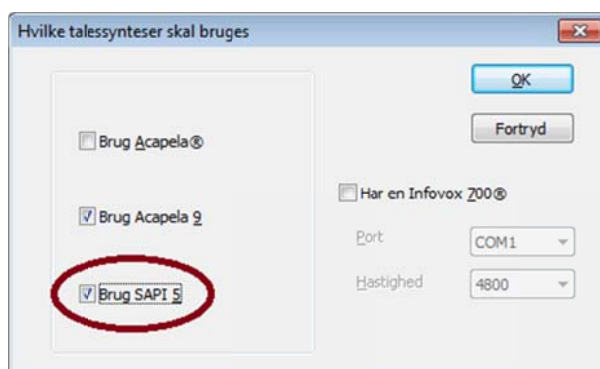 Hvilke talessynteser skal bruges
OK
Fortryd
Brug Acapela®
Har en Infovox 700®
Brug Acapela 9
Port
COM1
Hastighed
4800
Brug SAPI 5